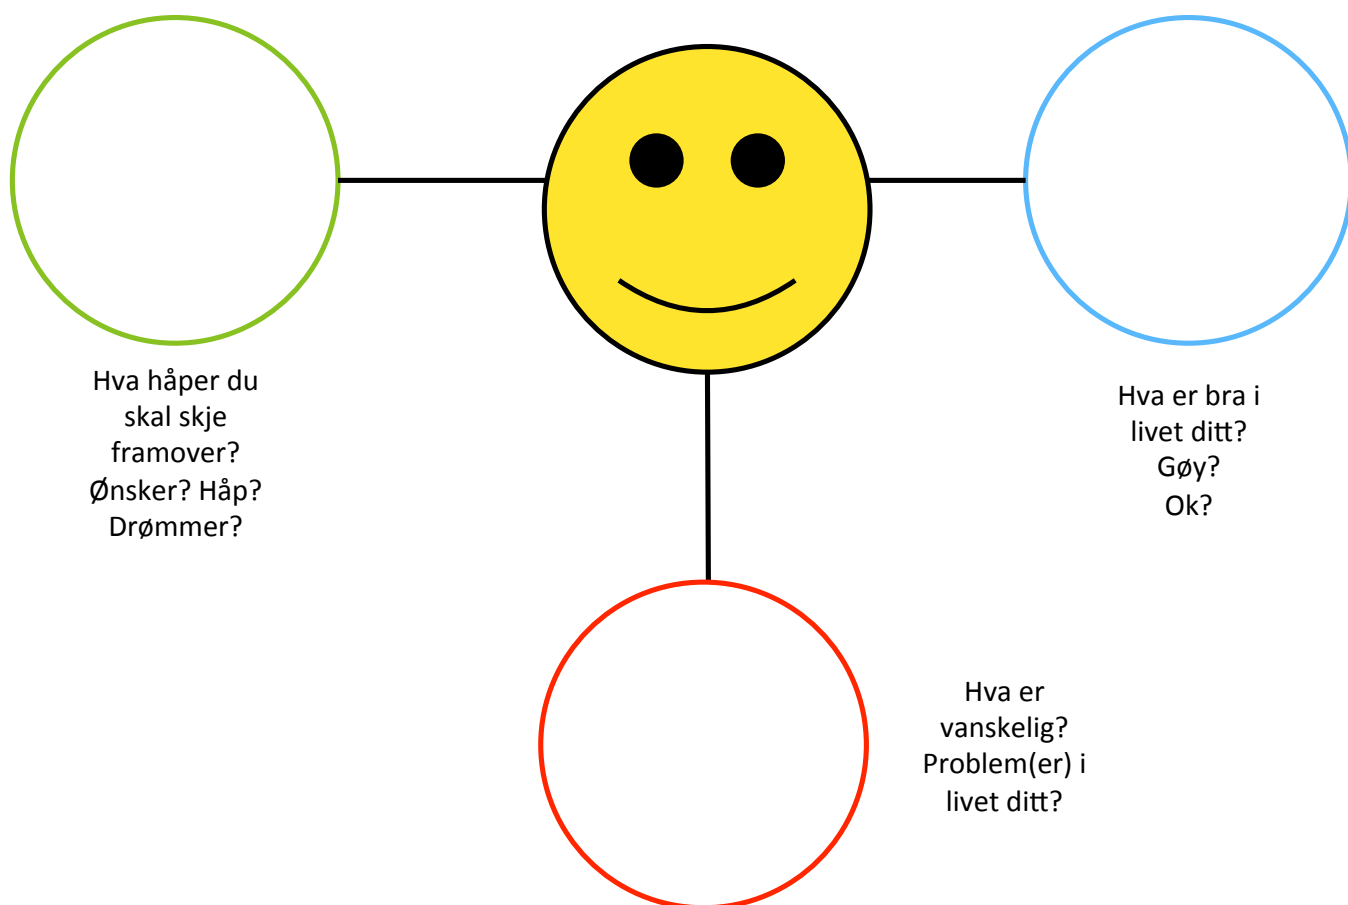 Hva håper du
skal skje
framover?
Ønsker? Håp?
Drømmer?
Hva er bra i
livet ditt?
Gøy?
Ok?
Hva er
vanskelig?
Problem(er) i
livet ditt?